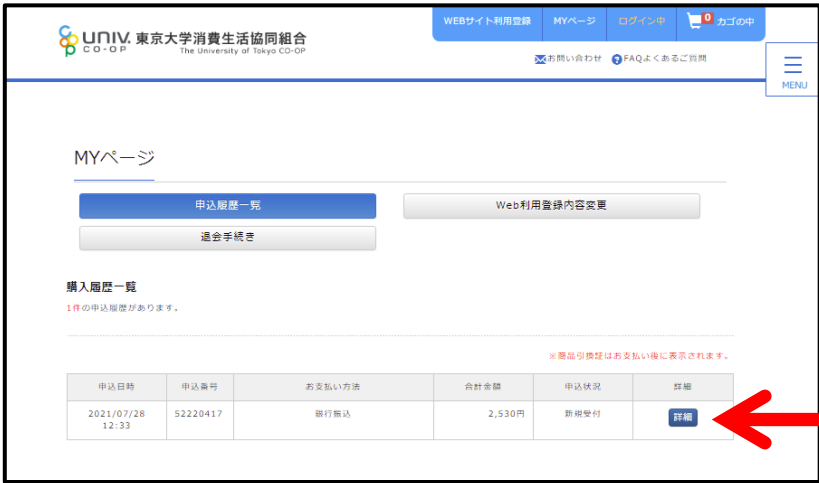 WEBサイト利用登録 MYページ ログイン中 0 カゴの中
UNIV. CO-OP 東京大学消費生活協同組合
The University of Tokyo CO-OP
お問い合わせ ?FAQよくあるご質問
MENU
MYページ
申込履歴一覧 Web利用登録内容変更
退会手続き
購入履歴一覧
1件の申込履歴があります。
※商品引換証はお支払い後に表示されます。
申込日時 申込番号 お支払い方法 合計金額 申込状況 詳細
2021/07/28 52220417 銀行振込 2,530円 新規受付 詳細
12:33